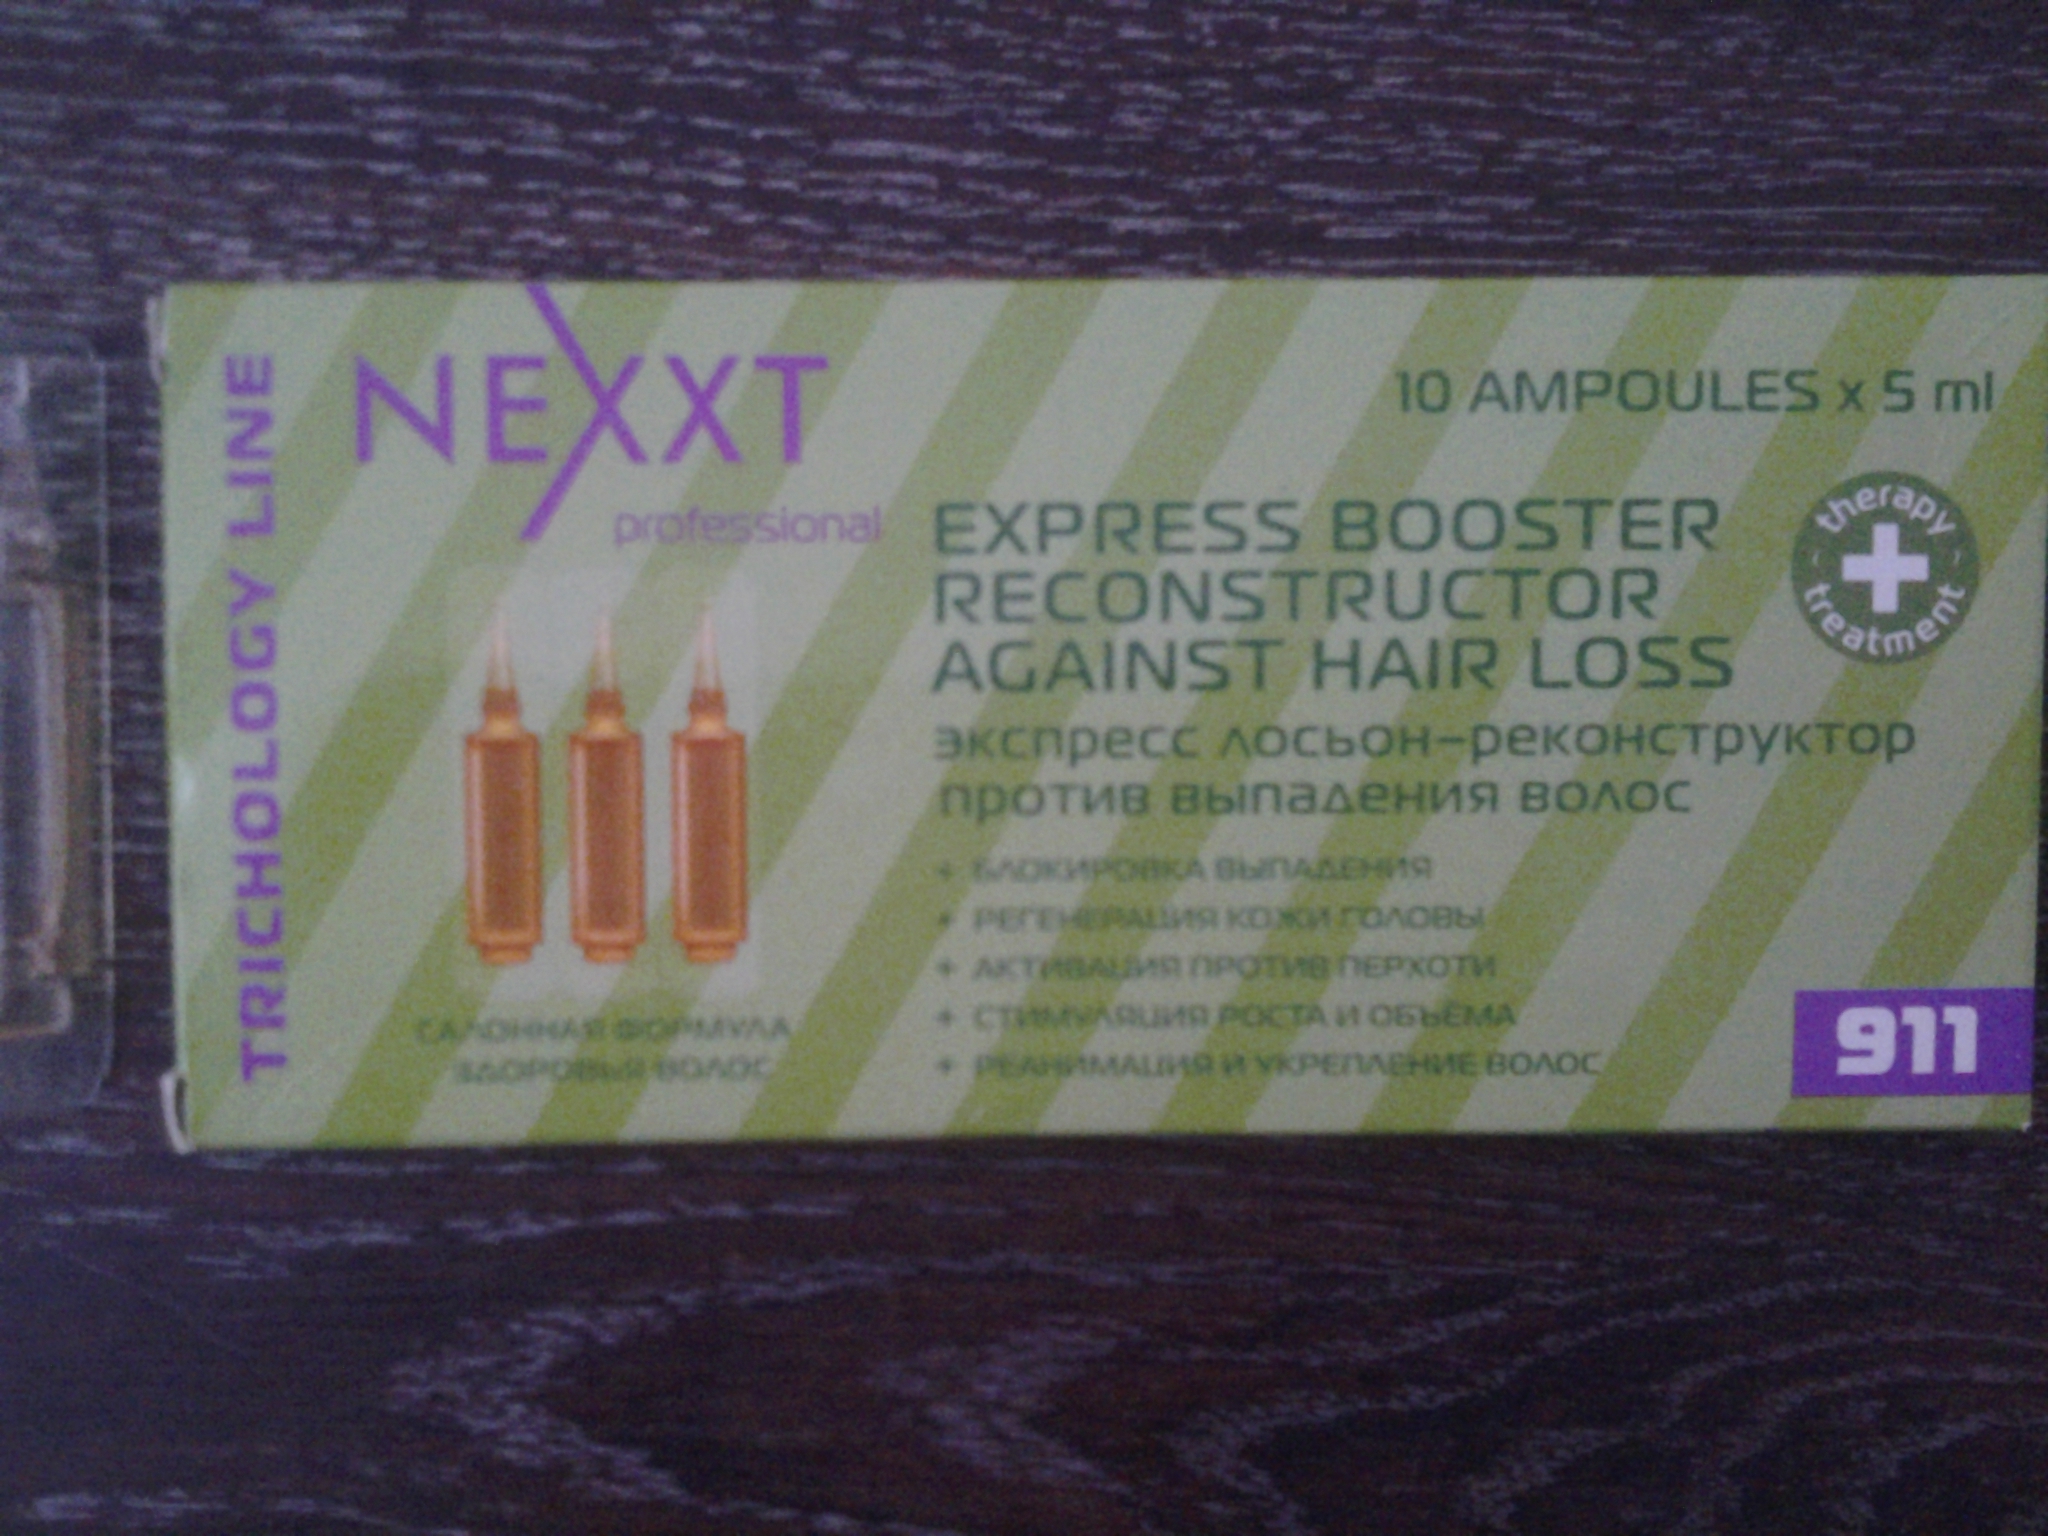 TRICHOLOGY LINE
NEXXT
professional
10 AMPOULES x 5 ml
EXPRESS BOOSTER
RECONSTRUCTOR
AGAINST HAIR LOSS
therapy
treatment
экспресс лосьон-реконструктор
против выпадения волос
+ БЛОКИРОВКА ВЫПАДЕНИЯ
+ РЕГЕНЕРАЦИЯ КОЖИ ГОЛОВЫ
+ АКТИВАЦИЯ ПРОТИВ ПЕРХОТИ
+ СТИМУЛЯЦИЯ РОСТА И ОБЪЁМА
+ РЕАНИМАЦИЯ И УКРЕПЛЕНИЕ ВОЛОС
САЛОННАЯ ФОРМУЛА
ЗДОРОВЬЯ ВОЛОС
911